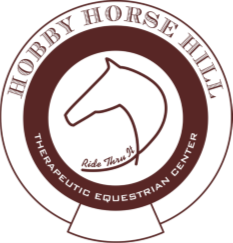 HOBBY HORSE HILL
Ride Thru It
THERAPEUTIC EQUESTRIAN CENTER